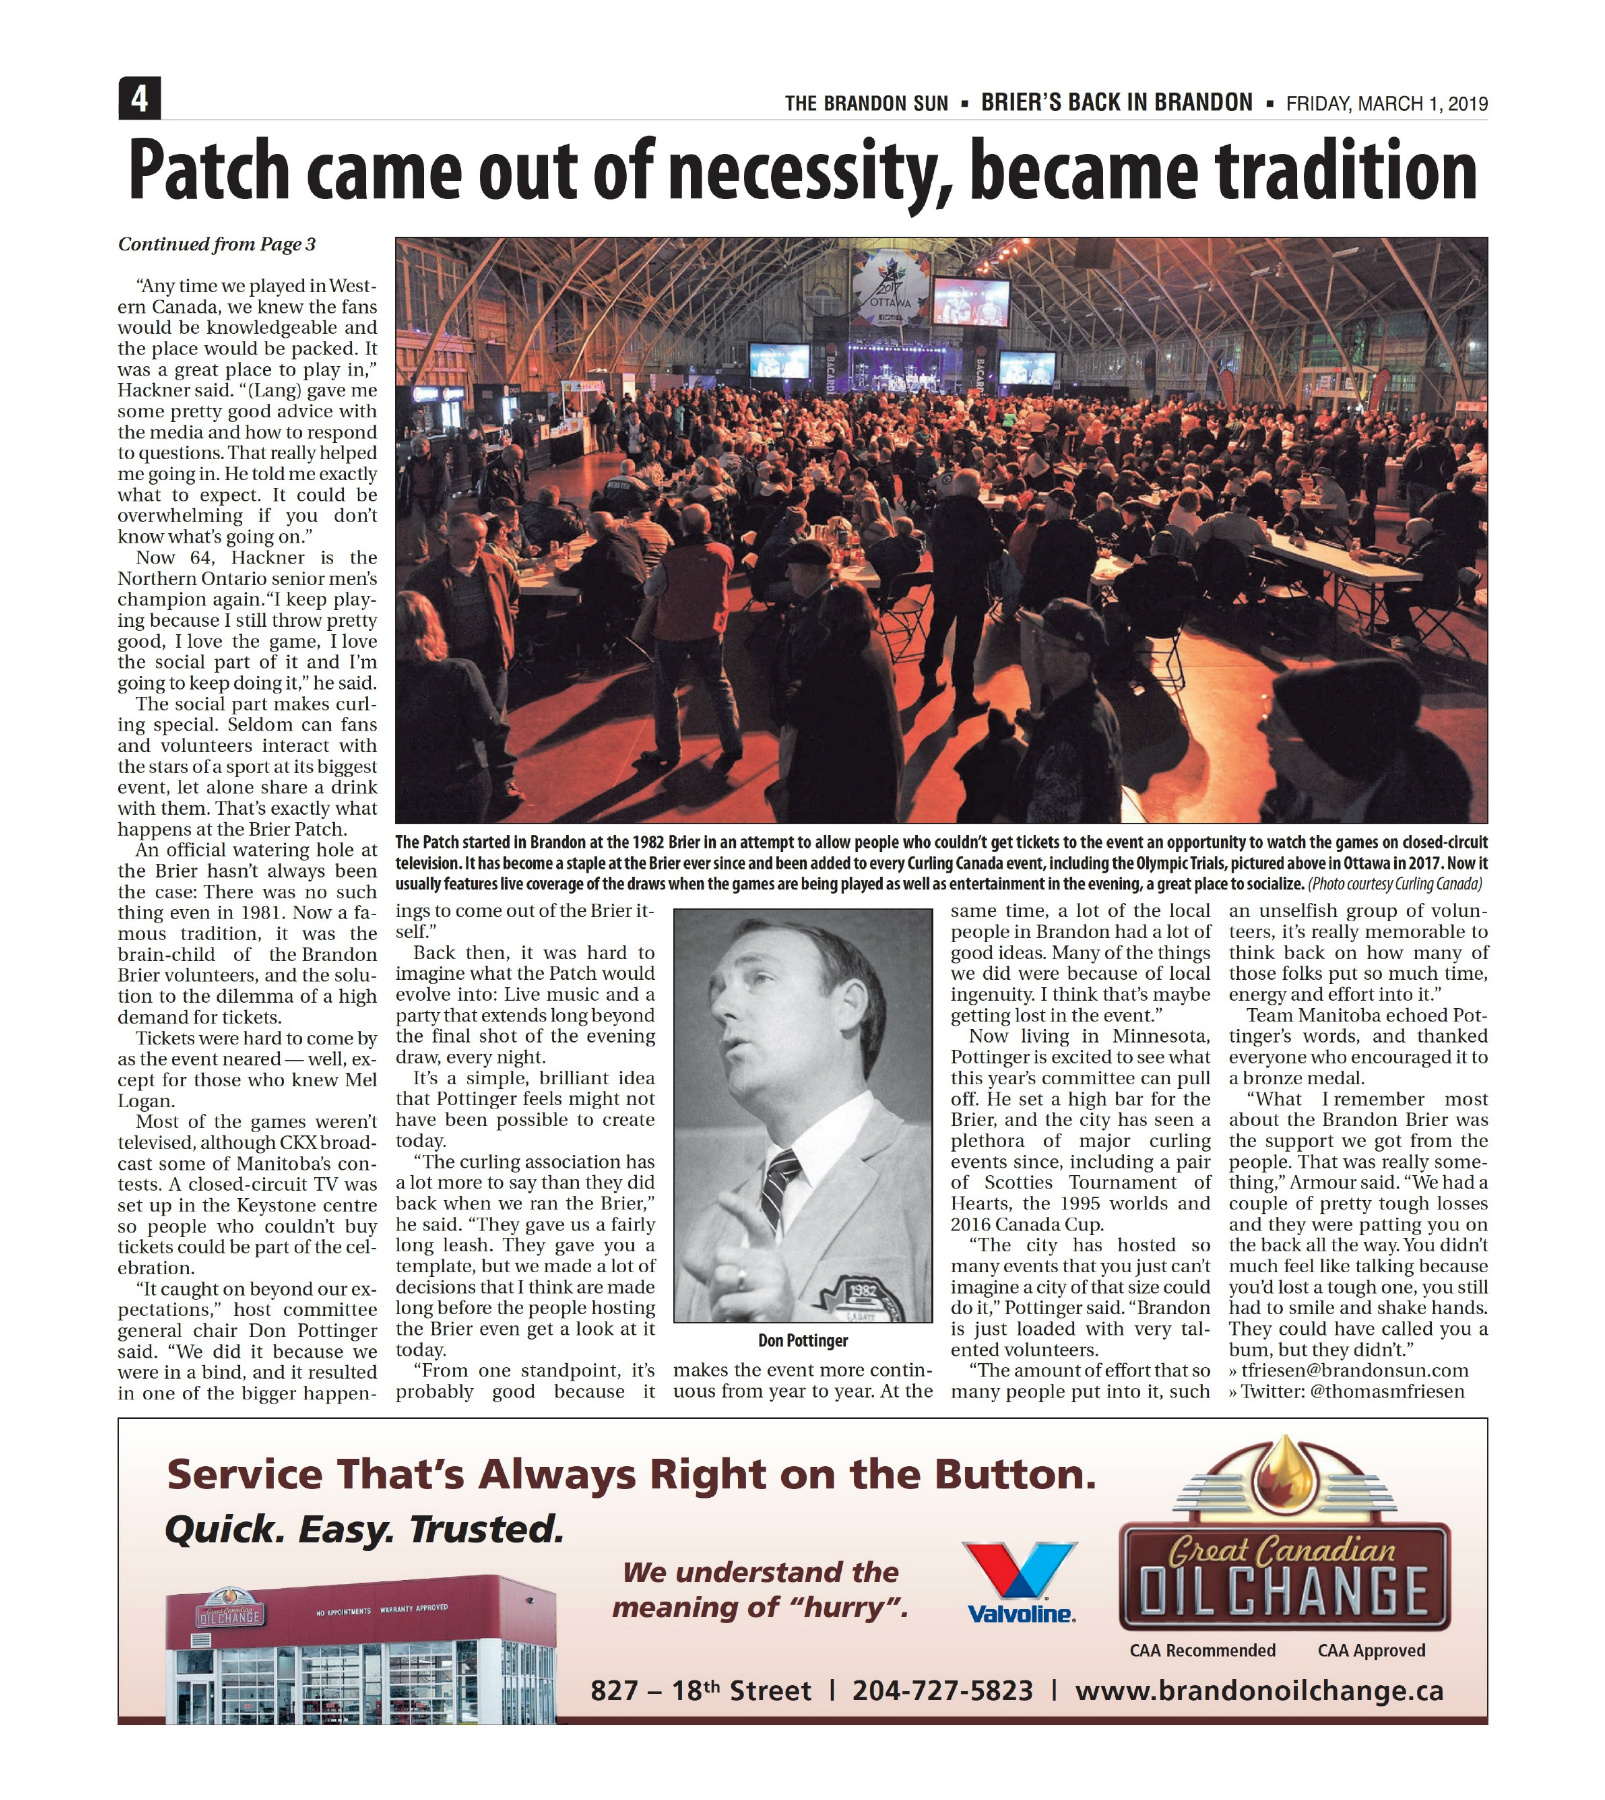 4
THE BRANDON SUN ▪ BRIER'S BACK IN BRANDON ▪ FRIDAY, MARCH 1, 2019
Patch came out of necessity, became tradition
Continued from Page 3
“Any time we played in West-
ern Canada, we knew the fans
would be knowledgeable and
the place would be packed. It
was a great place to play in,”
Hackner said. “(Lang) gave me
some pretty good advice with
the media and how to respond
to questions. That really helped
me going in. He told me exactly
what to expect. It could be
overwhelming if you don’t
know what’s going on.”
Now 64, Hackner is the
Northern Ontario senior men’s
champion again.“I keep play-
ing because I still throw pretty
good, I love the game, I love
the social part of it and I’m
going to keep doing it,” he said.
The social part makes curl-
ing special. Seldom can fans
and volunteers interact with
the stars of a sport at its biggest
event, let alone share a drink
with them. That’s exactly what
happens at the Brier Patch.
An official watering hole at
the Brier hasn’t always been
the case: There was no such
thing even in 1981. Now a fa-
mous tradition, it was the
brain-child of the Brandon
Brier volunteers, and the solu-
tion to the dilemma of a high
demand for tickets.
Tickets were hard to come by
as the event neared — well, ex-
cept for those who knew Mel
Logan.
Most of the games weren’t
televised, although CKX broad-
cast some of Manitoba’s con-
tests. A closed-circuit TV was
set up in the Keystone centre
so people who couldn’t buy
tickets could be part of the cel-
ebration.
“It caught on beyond our ex-
pectations,” host committee
general chair Don Pottinger
said. “We did it because we
were in a bind, and it resulted
in one of the bigger happen-
2017
OTTAWA
BACARDI
BACARDI
The Patch started in Brandon at the 1982 Brier in an attempt to allow people who couldn’t get tickets to the event an opportunity to watch the games on closed-circuit
television. It has become a staple at the Brier ever since and been added to every Curling Canada event, including the Olympic Trials, pictured above in Ottawa in 2017. Now it
usually features live coverage of the draws when the games are being played as well as entertainment in the evening, a great place to socialize. (Photo courtesy Curling Canada)
ings to come out of the Brier it-
self.”
Back then, it was hard to
imagine what the Patch would
evolve into: Live music and a
party that extends long beyond
the final shot of the evening
draw, every night.
It’s a simple, brilliant idea
that Pottinger feels might not
have been possible to create
today.
“The curling association has
a lot more to say than they did
back when we ran the Brier,”
he said. “They gave us a fairly
long leash. They gave you a
template, but we made a lot of
decisions that I think are made
long before the people hosting
the Brier even get a look at it
today.
“From one standpoint, it’s
probably good because it
1982
LABATT
Don Pottinger
makes the event more contin-
uous from year to year. At the
same time, a lot of the local
people in Brandon had a lot of
good ideas. Many of the things
we did were because of local
ingenuity. I think that’s maybe
getting lost in the event.”
Now living in Minnesota,
Pottinger is excited to see what
this year’s committee can pull
off. He set a high bar for the
Brier, and the city has seen a
plethora of major curling
events since, including a pair
of Scotties Tournament of
Hearts, the 1995 worlds and
2016 Canada Cup.
“The city has hosted so
many events that you just can’t
imagine a city of that size could
do it,” Pottinger said. “Brandon
is just loaded with very tal-
ented volunteers.
“The amount of effort that so
many people put into it, such
an unselfish group of volun-
teers, it’s really memorable to
think back on how many of
those folks put so much time,
energy and effort into it.”
Team Manitoba echoed Pot-
tinger’s words, and thanked
everyone who encouraged it to
a bronze medal.
“What I remember most
about the Brandon Brier was
the support we got from the
people. That was really some-
thing,” Armour said. “We had a
couple of pretty tough losses
and they were patting you on
the back all the way. You didn’t
much feel like talking because
you’d lost a tough one, you still
had to smile and shake hands.
They could have called you a
bum, but they didn’t.”
» tfriesen@brandonsun.com
» Twitter: @thomasmfriesen
Service That’s Always Right on the Button.
Quick. Easy. Trusted.
We understand the
meaning of “hurry”.
Valvoline.
Great Canadian
OIL CHANGE
CAA Recommended CAA Approved
Great Canadian
OIL CHANGE
NO APPOINTMENTS WARRANTY APPROVED
827 – 18th Street | 204-727-5823 | www.brandonoilchange.ca